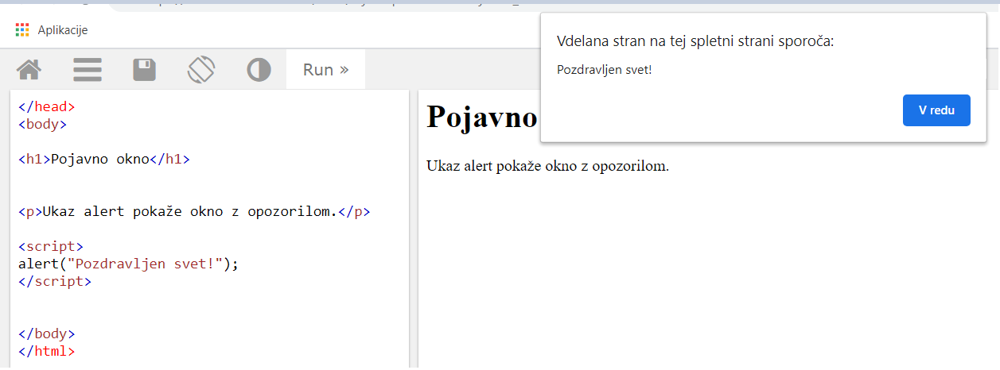 Aplikacije
Run »
</head>
<body>
<h1>Pojavno okno</h1>
<p>Ukaz alert pokaže okno z opozorilom.</p>
<script>
alert("Pozdravljen svet!");
</script>
</body>
</html>
Pojavno
Ukaz alert pokaže okno z opozorilom.
Vdelana stran na tej spletni strani sporoča:
Pozdravljen svet!
V redu